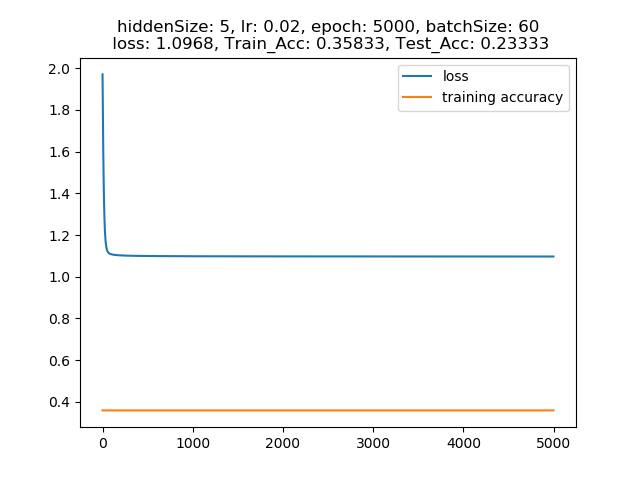 hiddenSize: 5, lr: 0.02, epoch: 5000, batchSize: 60
loss: 1.0968, Train_Acc: 0.35833, Test_Acc: 0.23333
loss
training accuracy
2.0
1.8
1.6
1.4
1.2
1.0
0.8
0.6
0.4
0 1000 2000 3000 4000 5000